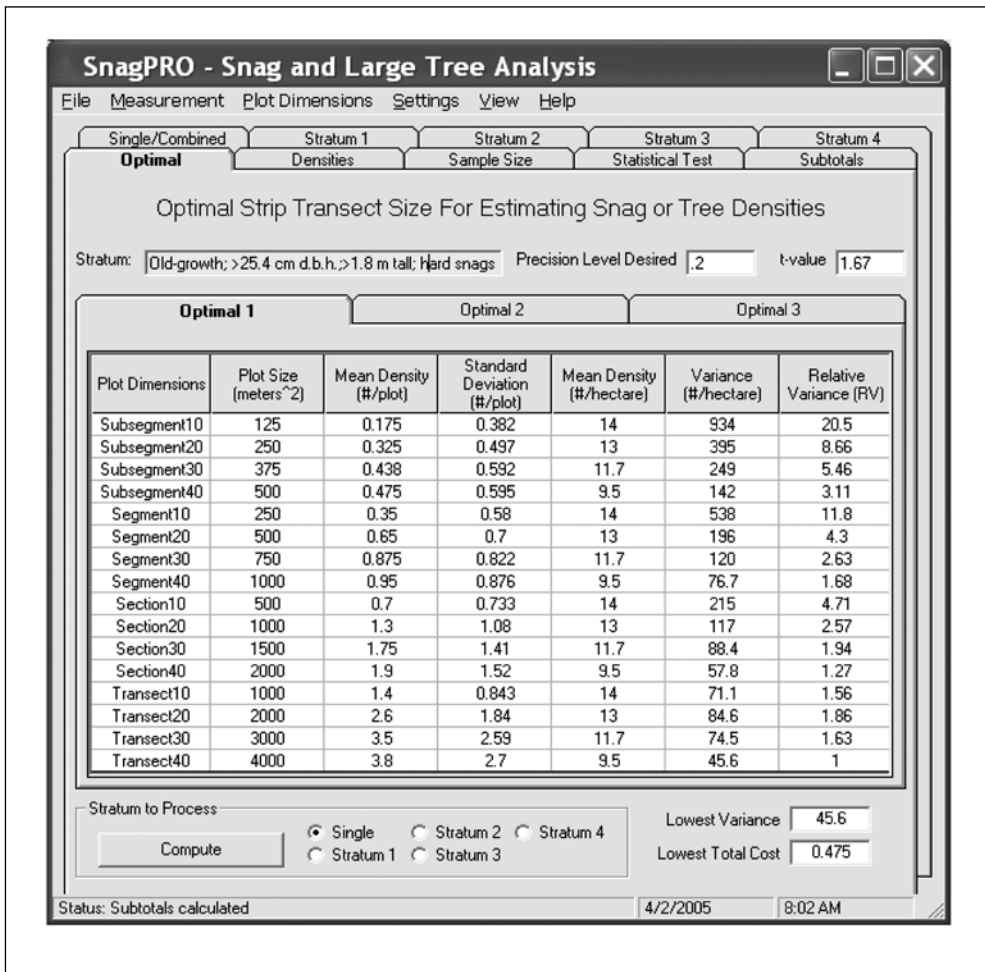 SnagPRO - Snag and Large Tree Analysis
File Measurement Plot Dimensions Settings View Help
Single/Combined Stratum 1 Stratum 2 Stratum 3 Stratum 4
Optimal Densities Sample Size Statistical Test Subtotals
Optimal Strip Transect Size For Estimating Snag or Tree Densities
Stratum: Old-growth; >25.4 cm d.b.h.;>1.8 m tall; hard snags Precision Level Desired .2 t-value 1.67
Optimal 1 Optimal 2 Optimal 3
Plot Dimensions Plot Size (meters^2) Mean Density (#/plot) Standard Deviation (#/plot) Mean Density (#/hectare) Variance (#/hectare) Relative Variance (RV)
Subsegment10 125 0.175 0.382 14 934 20.5
Subsegment20 250 0.325 0.497 13 395 8.66
Subsegment30 375 0.438 0.592 11.7 249 5.46
Subsegment40 500 0.475 0.595 9.5 142 3.11
Segment10 250 0.35 0.58 14 538 11.8
Segment20 500 0.65 0.7 13 196 4.3
Segment30 750 0.875 0.822 11.7 120 2.63
Segment40 1000 0.95 0.876 9.5 76.7 1.68
Section10 500 0.7 0.733 14 215 4.71
Section20 1000 1.3 1.08 13 117 2.57
Section30 1500 1.75 1.41 11.7 88.4 1.94
Section40 2000 1.9 1.52 9.5 57.8 1.27
Transect10 1000 1.4 0.843 14 71.1 1.56
Transect20 2000 2.6 1.84 13 84.6 1.86
Transect30 3000 3.5 2.59 11.7 74.5 1.63
Transect40 4000 3.8 2.7 9.5 45.6 1
Stratum to Process
Compute
Single Stratum 2 Stratum 4
Stratum 1 Stratum 3
Lowest Variance 45.6
Lowest Total Cost 0.475
Status: Subtotals calculated 4/2/2005 8:02 AM